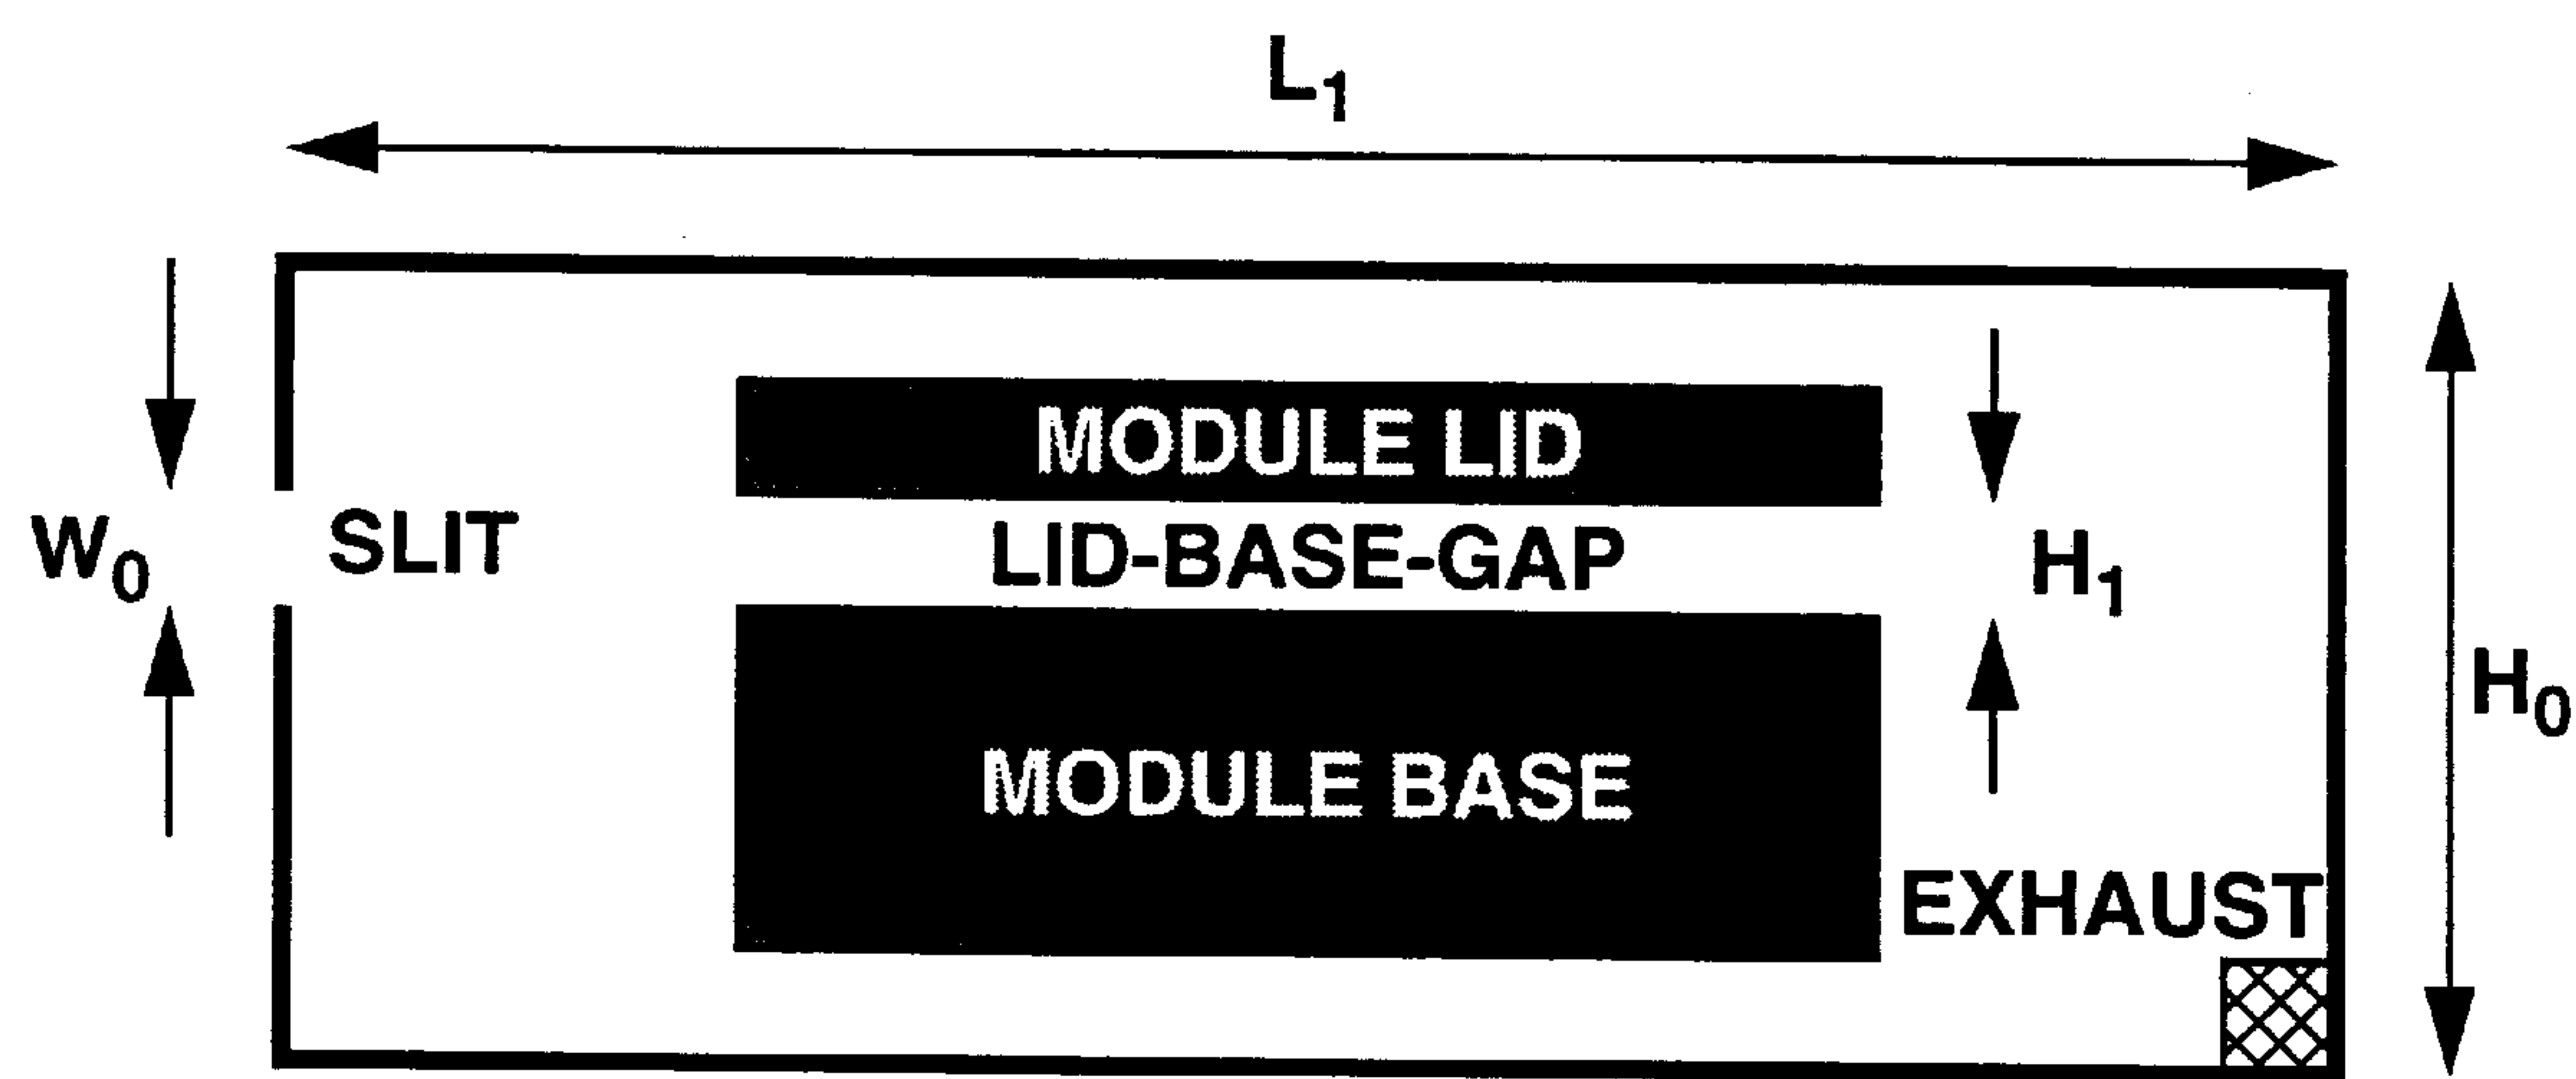 L₁
MODULE LID
W₀
SLIT
LID-BASE-GAP
H₁
H₀
MODULE BASE
EXHAUST